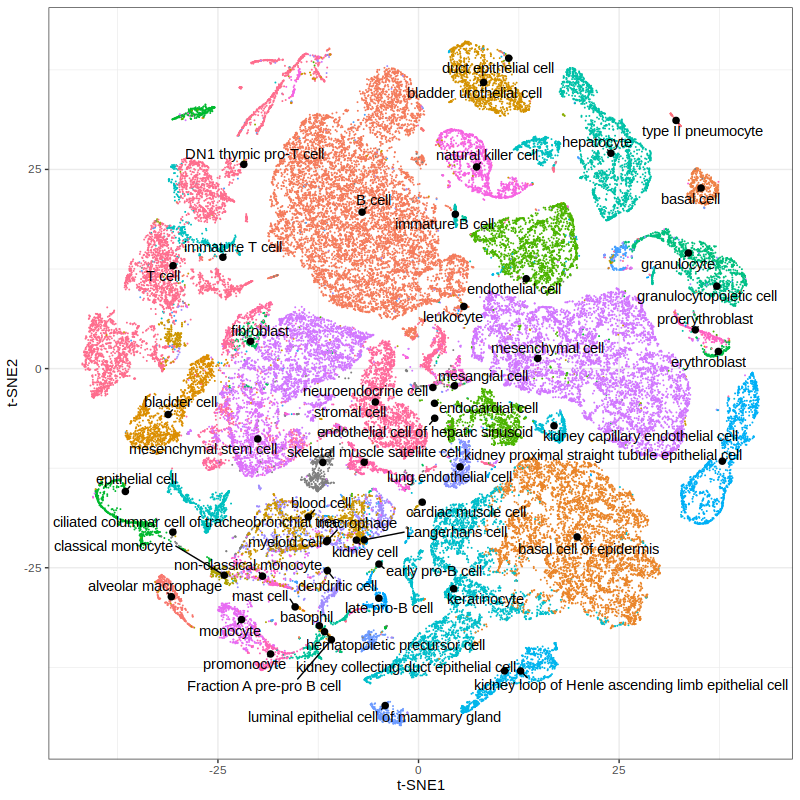 duct epithelial cell
bladder urothelial cell
type II pneumocyte
hepatocyte
DN1 thymic pro-T cell
natural killer cell
25
basal cell
B cell
immature B cell
immature T cell
granulocyte
T cell
endothelial cell
granulocytopoietic cell
leukocyte
proerythroblast
fibroblast
mesenchymal cell
erythroblast
0
mesangial cell
neuroendocrine cell
bladder cell
stromal cell
endocardial cell
endothelial cell of hepatic sinusoid
kidney capillary endothelial cell
mesenchymal stem cell
skeletal muscle satellite cell
kidney proximal straight tubule epithelial cell
epithelial cell
lung endothelial cell
blood cell
cardiac muscle cell
ciliated columnar cell of tracheobronchial tree
macrophage
Langerhans cell
classical monocyte
myeloid cell
kidney cell
basal cell of epidermis
non-classical monocyte
early pro-B cell
-25
alveolar macrophage
dendritic cell
mast cell
keratinocyte
late pro-B cell
basophil
monocyte
hematopoietic precursor cell
promonocyte
kidney collecting duct epithelial cell
Fraction A pre-pro B cell
kidney loop of Henle ascending limb epithelial cell
luminal epithelial cell of mammary gland
-25
0
25
t-SNE1
t-SNE2